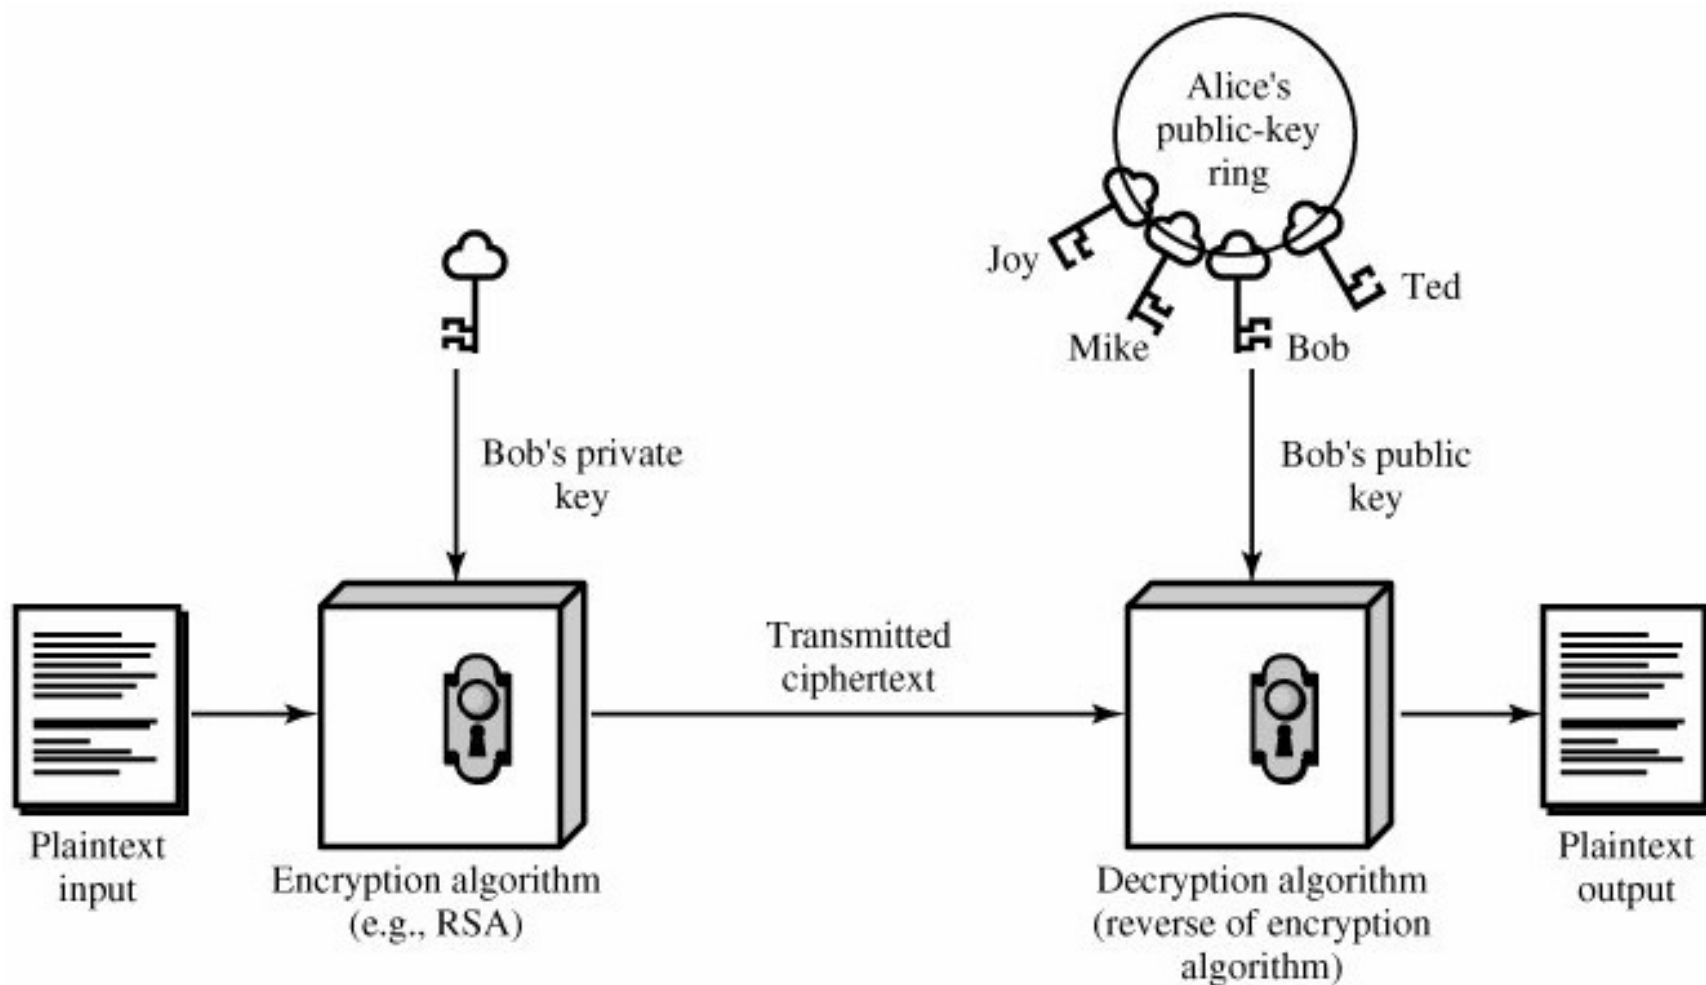 Alice's
public-key
ring
Joy
Mike
Bob
Ted
Bob's private
key
Bob's public
key
Transmitted
ciphertext
Plaintext
input
Encryption algorithm
(e.g., RSA)
Decryption algorithm
(reverse of encryption
algorithm)
Plaintext
output